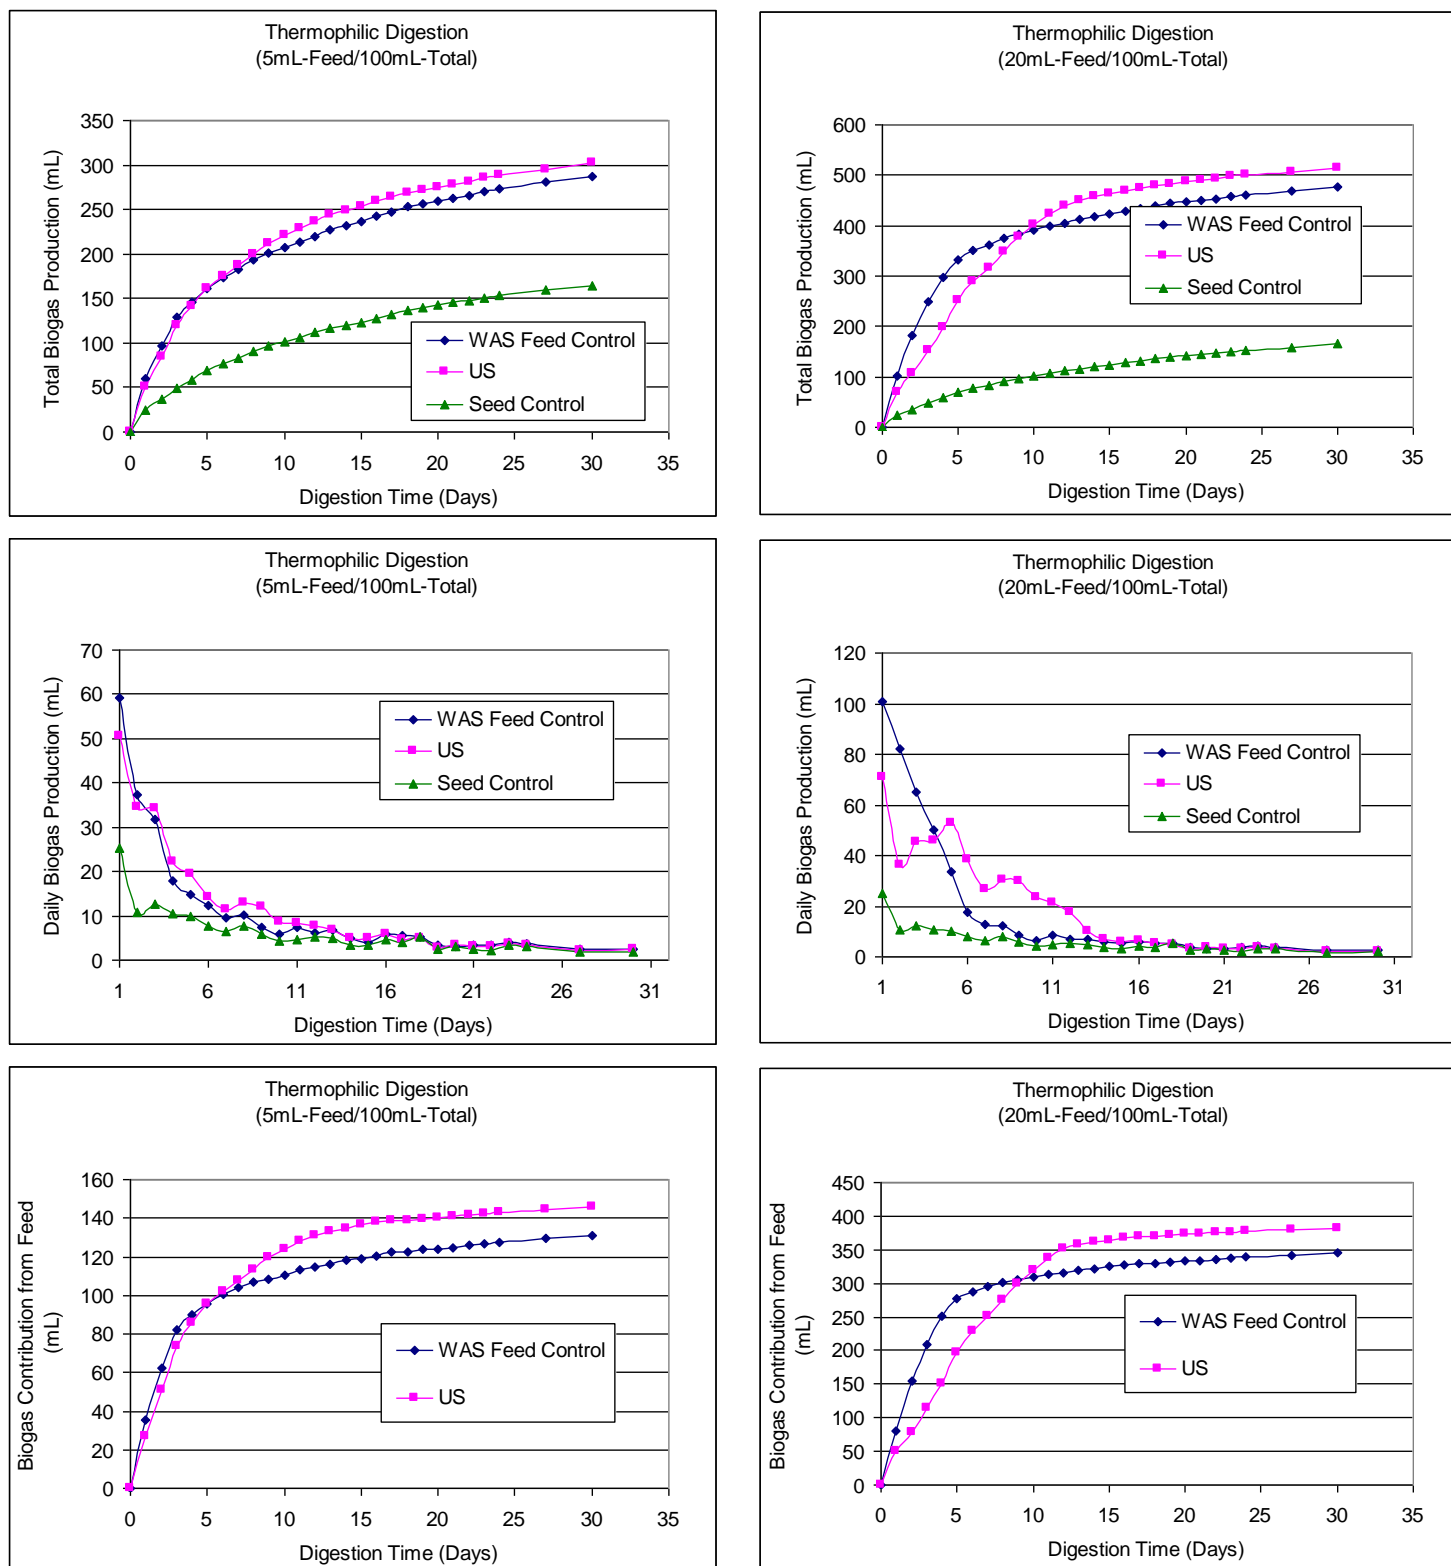 Thermophilic Digestion
(5mL-Feed/100mL-Total)
350
300
250
200
150
100
50
0
0 5 10 15 20 25 30 35
Total Biogas Production (mL)
Digestion Time (Days)
WAS Feed Control
US
Seed Control
Thermophilic Digestion
(20mL-Feed/100mL-Total)
600
500
400
300
200
100
0
0 5 10 15 20 25 30 35
Total Biogas Production (mL)
Digestion Time (Days)
WAS Feed Control
US
Seed Control
Thermophilic Digestion
(5mL-Feed/100mL-Total)
70
60
50
40
30
20
10
0
1 6 11 16 21 26 31
Daily Biogas Production (mL)
Digestion Time (Days)
WAS Feed Control
US
Seed Control
Thermophilic Digestion
(20mL-Feed/100mL-Total)
120
100
80
60
40
20
0
1 6 11 16 21 26 31
Daily Biogas Production (mL)
Digestion Time (Days)
WAS Feed Control
US
Seed Control
Thermophilic Digestion
(5mL-Feed/100mL-Total)
160
140
120
100
80
60
40
20
0
0 5 10 15 20 25 30 35
Biogas Contribution from Feed
(mL)
Digestion Time (Days)
WAS Feed Control
US
Thermophilic Digestion
(20mL-Feed/100mL-Total)
450
400
350
300
250
200
150
100
50
0
0 5 10 15 20 25 30 35
Biogas Contribution from Feed
(mL)
Digestion Time (Days)
WAS Feed Control
US